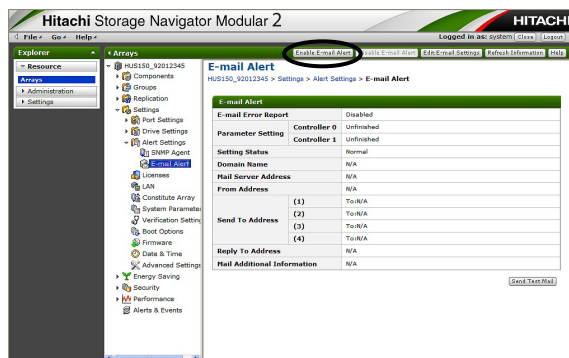 Hitachi Storage Navigator Modular 2
HITACHI
File Go Help
Logged in as: system Close Logout
Explorer
Arrays
Enable E-mail Alert Disable E-mail Alert Edit E-mail Settings Refresh Information Help
Resource
Arrays
Administration
Settings
HUS150_92012345
Components
Groups
Replication
Settings
Port Settings
Drive Settings
Alert Settings
SNMP Agent
E-mail Alert
Licenses
LAN
Constitute Array
System Parameter
Verification Setting
Boot Options
Firmware
Date & Time
Advanced Settings
Energy Saving
Security
Performance
Alerts & Events
E-mail Alert
HUS150_92012345 > Settings > Alert Settings > E-mail Alert
E-mail Alert
E-mail Error Report Disabled
Parameter Setting Controller 0 Unfinished
Controller 1 Unfinished
Setting Status Normal
Domain Name N/A
Mail Server Address N/A
From Address N/A
Send To Address (1) To:N/A
(2) To:N/A
(3) To:N/A
(4) To:N/A
Reply To Address N/A
Mail Additional Information N/A
Send Test Mail